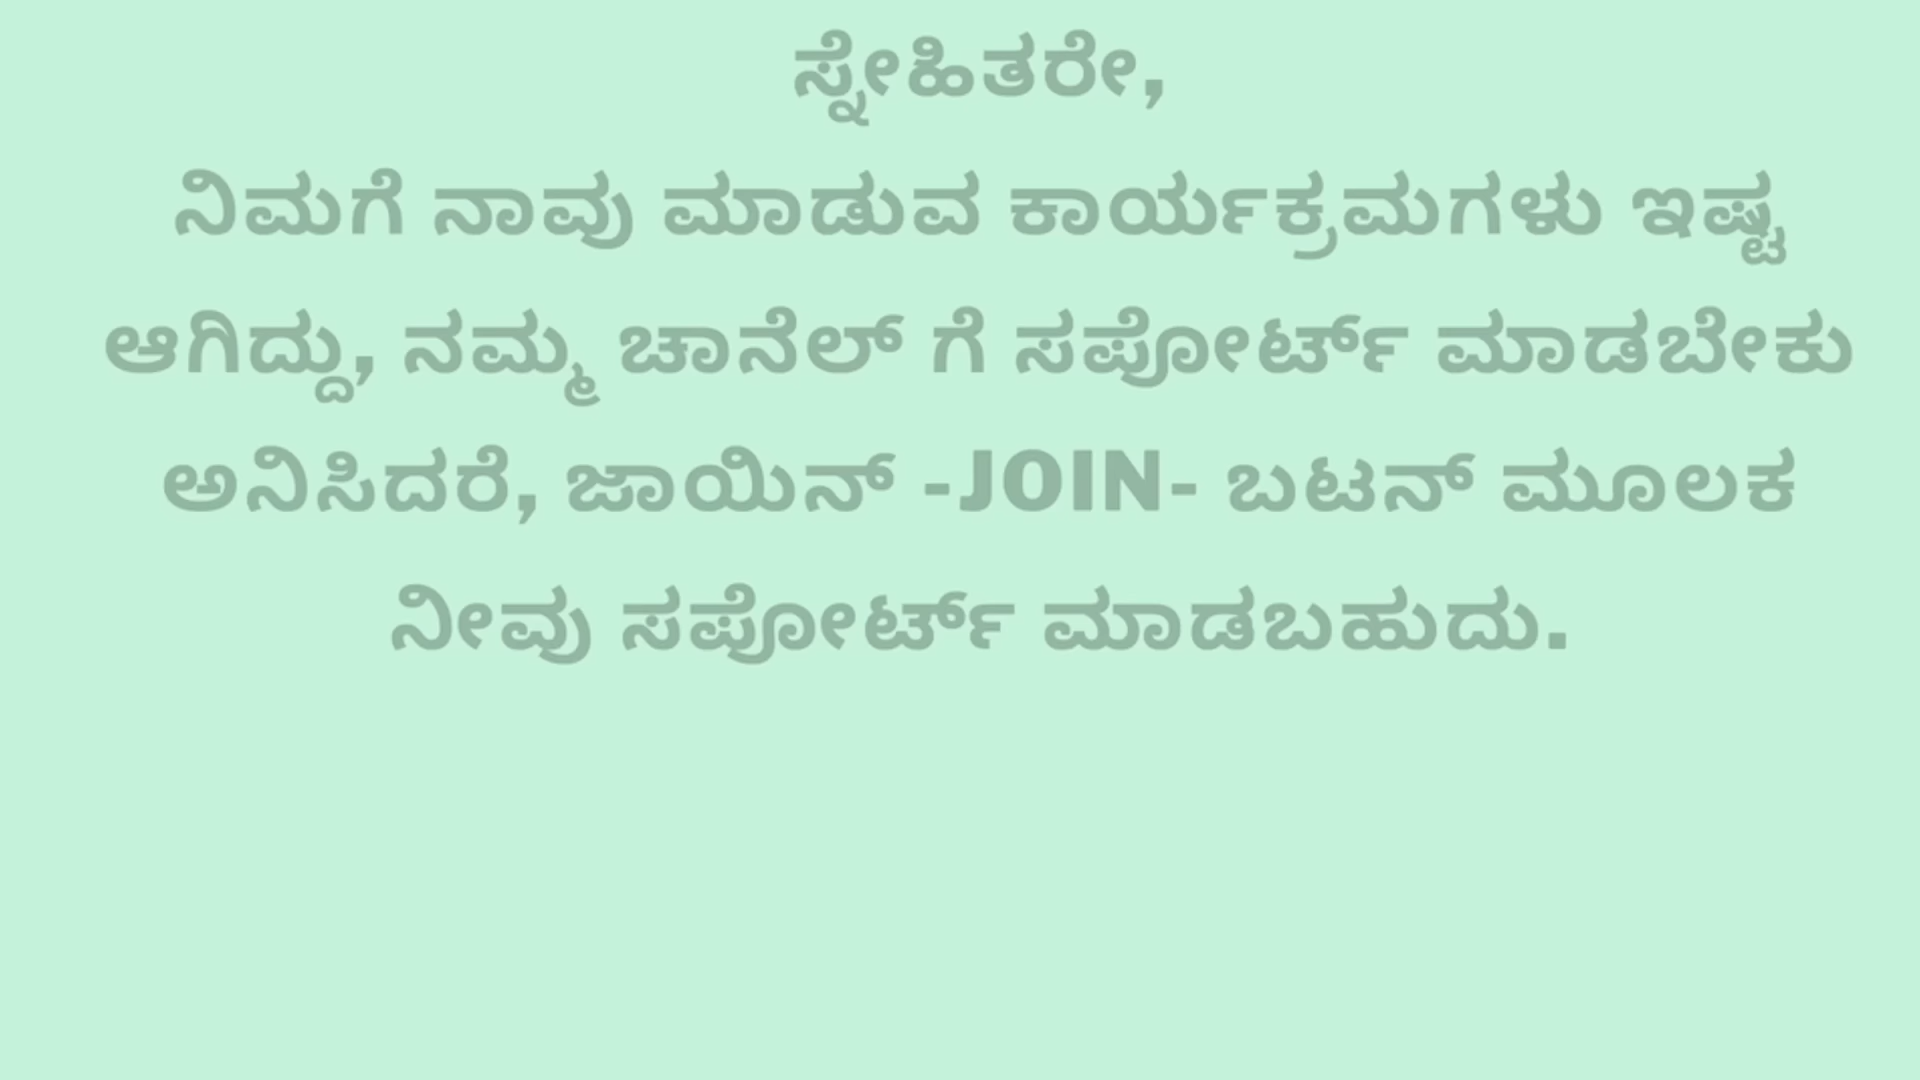 ಸ್ನೇಹಿತರೇ,
ನಿಮಗೆ ನಾವು ಮಾಡುವ ಕಾರ್ಯಕ್ರಮಗಳು ಇಷ್ಟ
ಆಗಿದ್ದು, ನಮ್ಮ ಚಾನೆಲ್ ಗೆ ಸಪೋರ್ಟ್ ಮಾಡಬೇಕು
ಅನಿಸಿದರೆ, ಜಾಯಿನ್ -JOIN- ಬಟನ್ ಮೂಲಕ
ನೀವು ಸಪೋರ್ಟ್ ಮಾಡಬಹುದು.